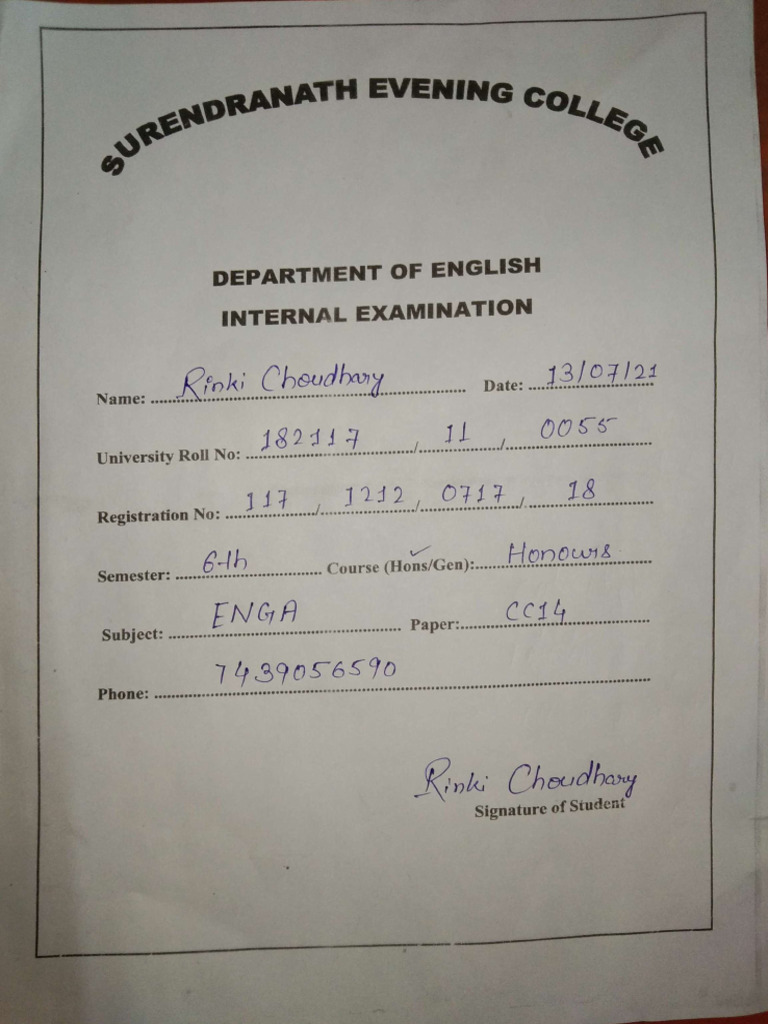 SURENDRANATH EVENING COLLEGE
DEPARTMENT OF ENGLISH
INTERNAL EXAMINATION
Name: Rinki Choudhary Date: 13/07/21
University Roll No: 182117 / 11 / 0055
Registration No: 117 / 1212 / 0717 / 18
Semester: 6th Course (Hons/Gen): Honours
Subject: ENGA Paper: CC14
Phone: 7439056590
Rinki Choudhary
Signature of Student